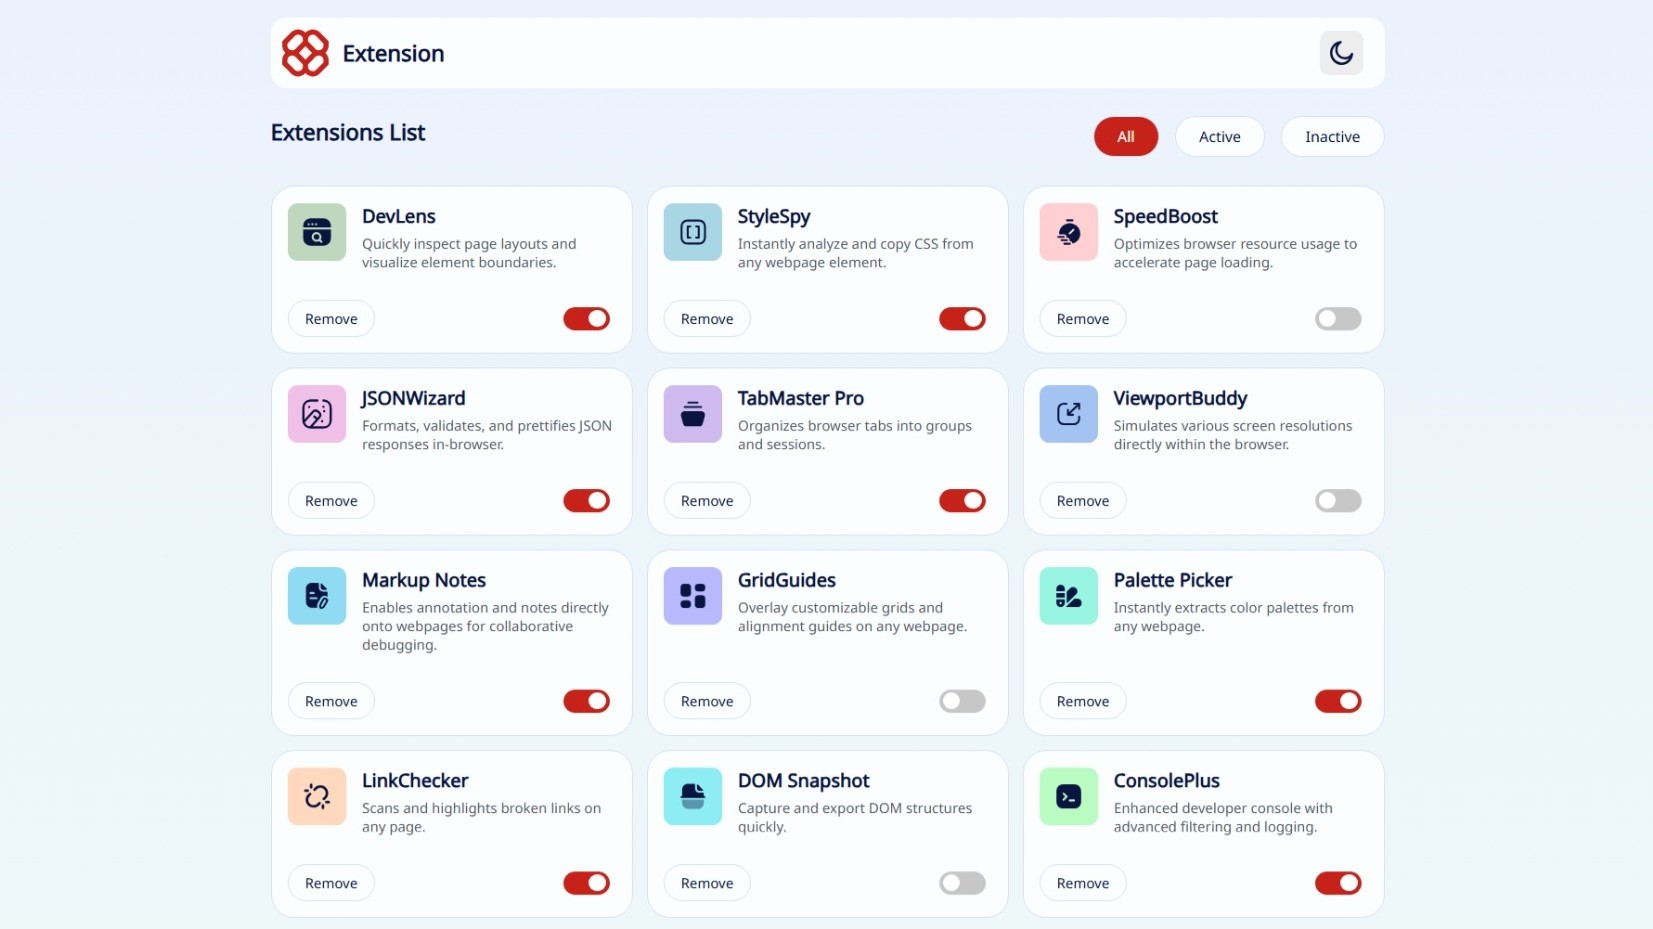 Extension
Extensions List
All
Active
Inactive
DevLens
Quickly inspect page layouts and
visualize element boundaries.
Remove
StyleSpy
Instantly analyze and copy CSS from
any webpage element.
Remove
SpeedBoost
Optimizes browser resource usage to
accelerate page loading.
Remove
JSONWizard
Formats, validates, and prettifies JSON
responses in-browser.
Remove
TabMaster Pro
Organizes browser tabs into groups
and sessions.
Remove
ViewportBuddy
Simulates various screen resolutions
directly within the browser.
Remove
Markup Notes
Enables annotation and notes directly
onto webpages for collaborative
debugging.
Remove
GridGuides
Overlay customizable grids and
alignment guides on any webpage.
Remove
Palette Picker
Instantly extracts color palettes from
any webpage.
Remove
LinkChecker
Scans and highlights broken links on
any page.
Remove
DOM Snapshot
Capture and export DOM structures
quickly.
Remove
ConsolePlus
Enhanced developer console with
advanced filtering and logging.
Remove